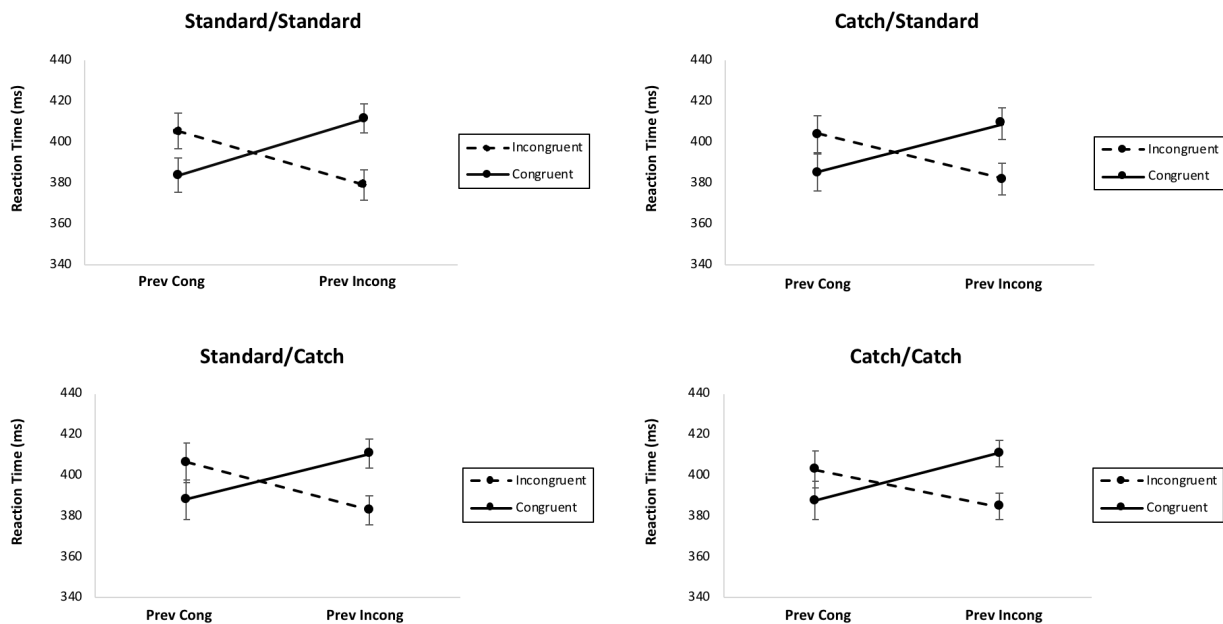 Standard/Standard
440
420
400
380
360
340
Reaction Time (ms)
Prev Cong Prev Incong
Incongruent
Congruent
Catch/Standard
440
420
400
380
360
340
Reaction Time (ms)
Prev Cong Prev Incong
Incongruent
Congruent
Standard/Catch
440
420
400
380
360
340
Reaction Time (ms)
Prev Cong Prev Incong
Incongruent
Congruent
Catch/Catch
440
420
400
380
360
340
Reaction Time (ms)
Prev Cong Prev Incong
Incongruent
Congruent